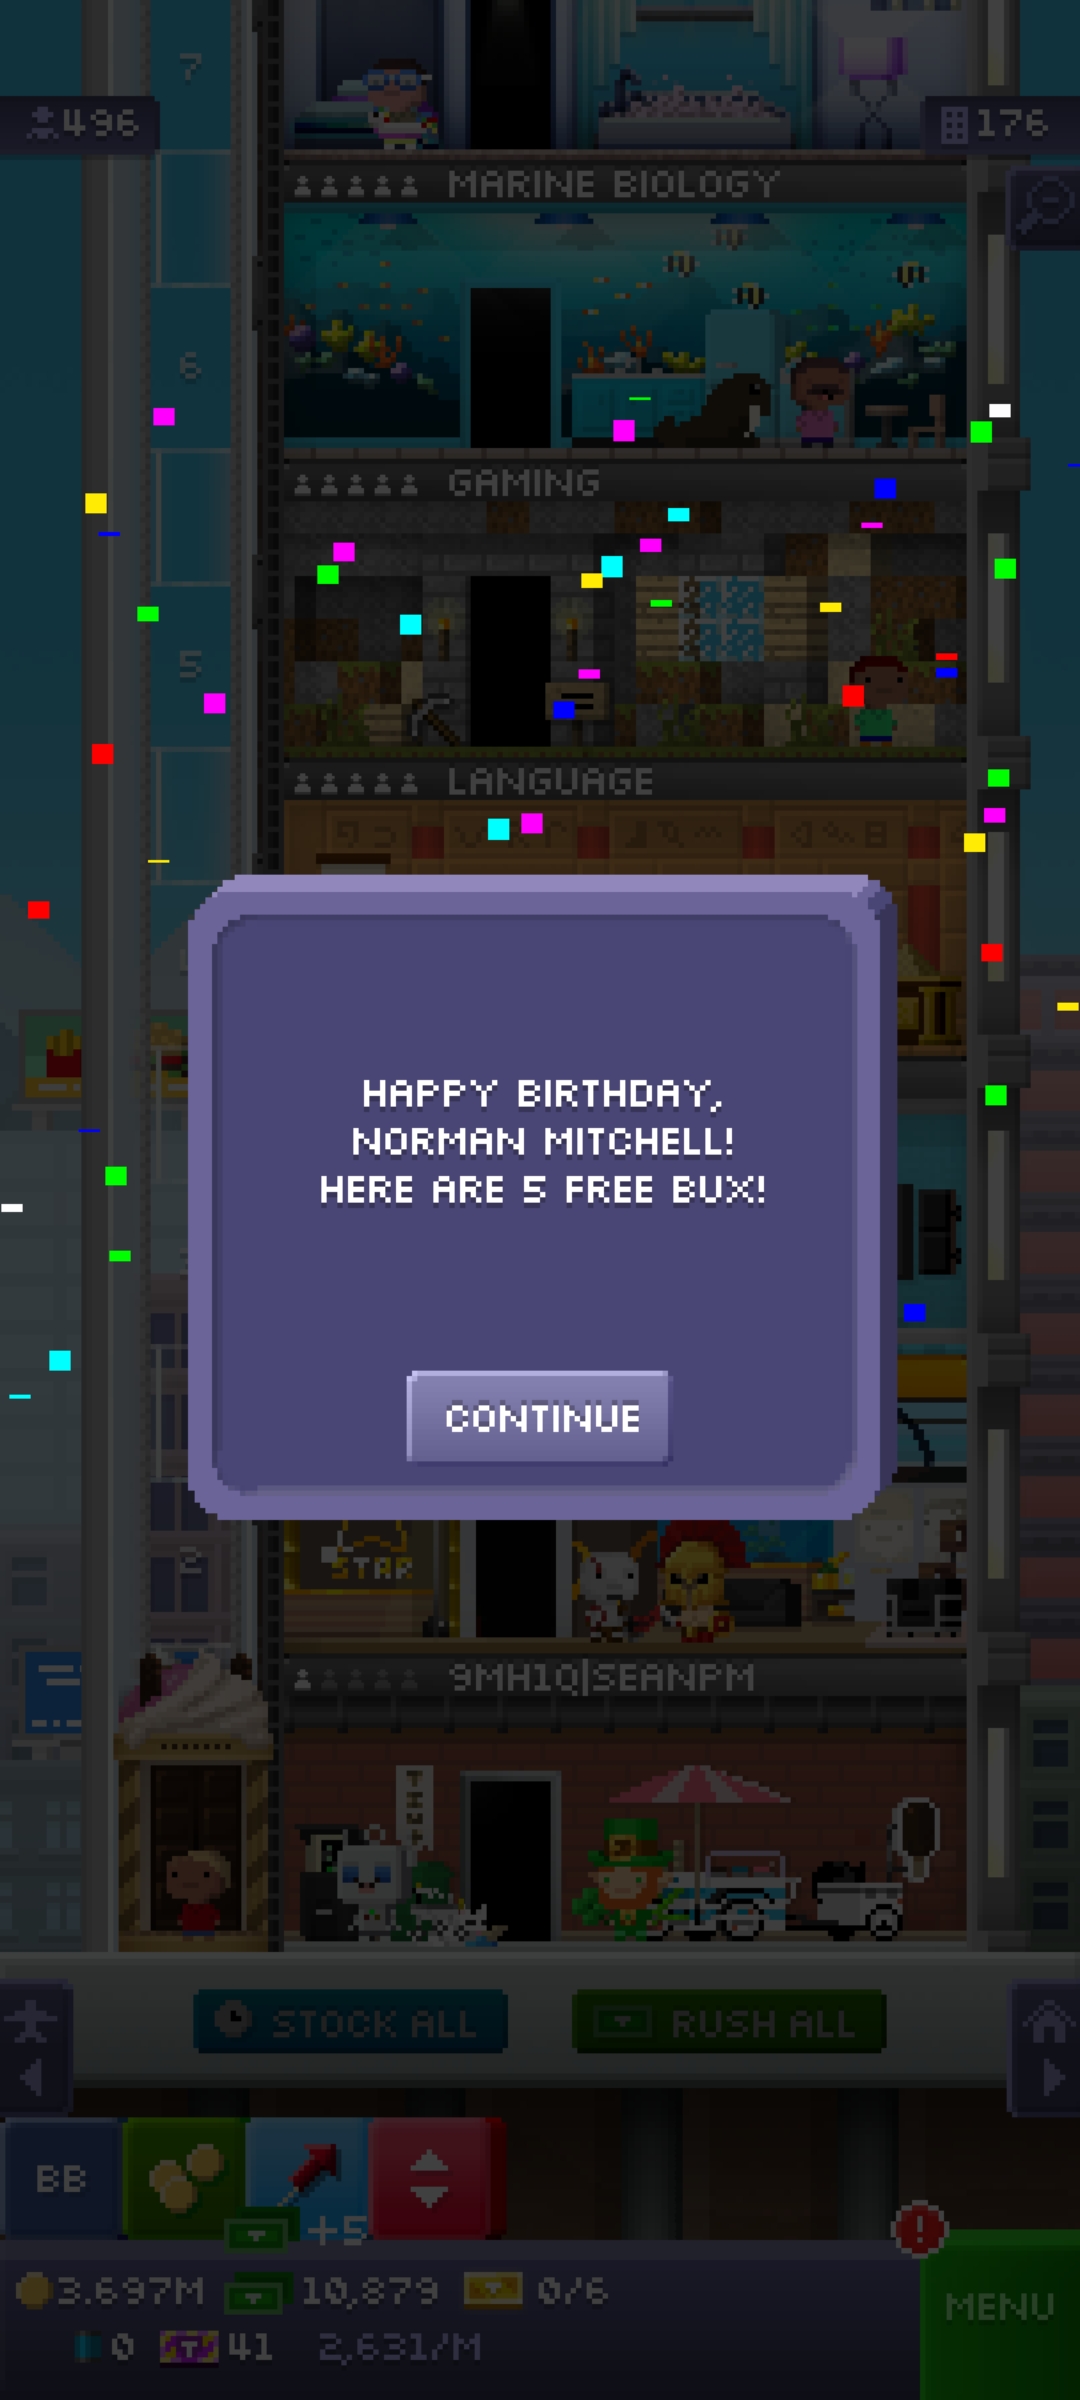 7
496
176
MARINE BIOLOGY
6
GAMING
5
LANGUAGE
HAPPY BIRTHDAY,
NORMAN MITCHELL!
HERE ARE 5 FREE BUX!
CONTINUE
2
STAR
9MH1Q|SEANPM
STOCK ALL
RUSH ALL
BB
+5
3.697M
10,879
0/6
MENU
0
41
2,631/M